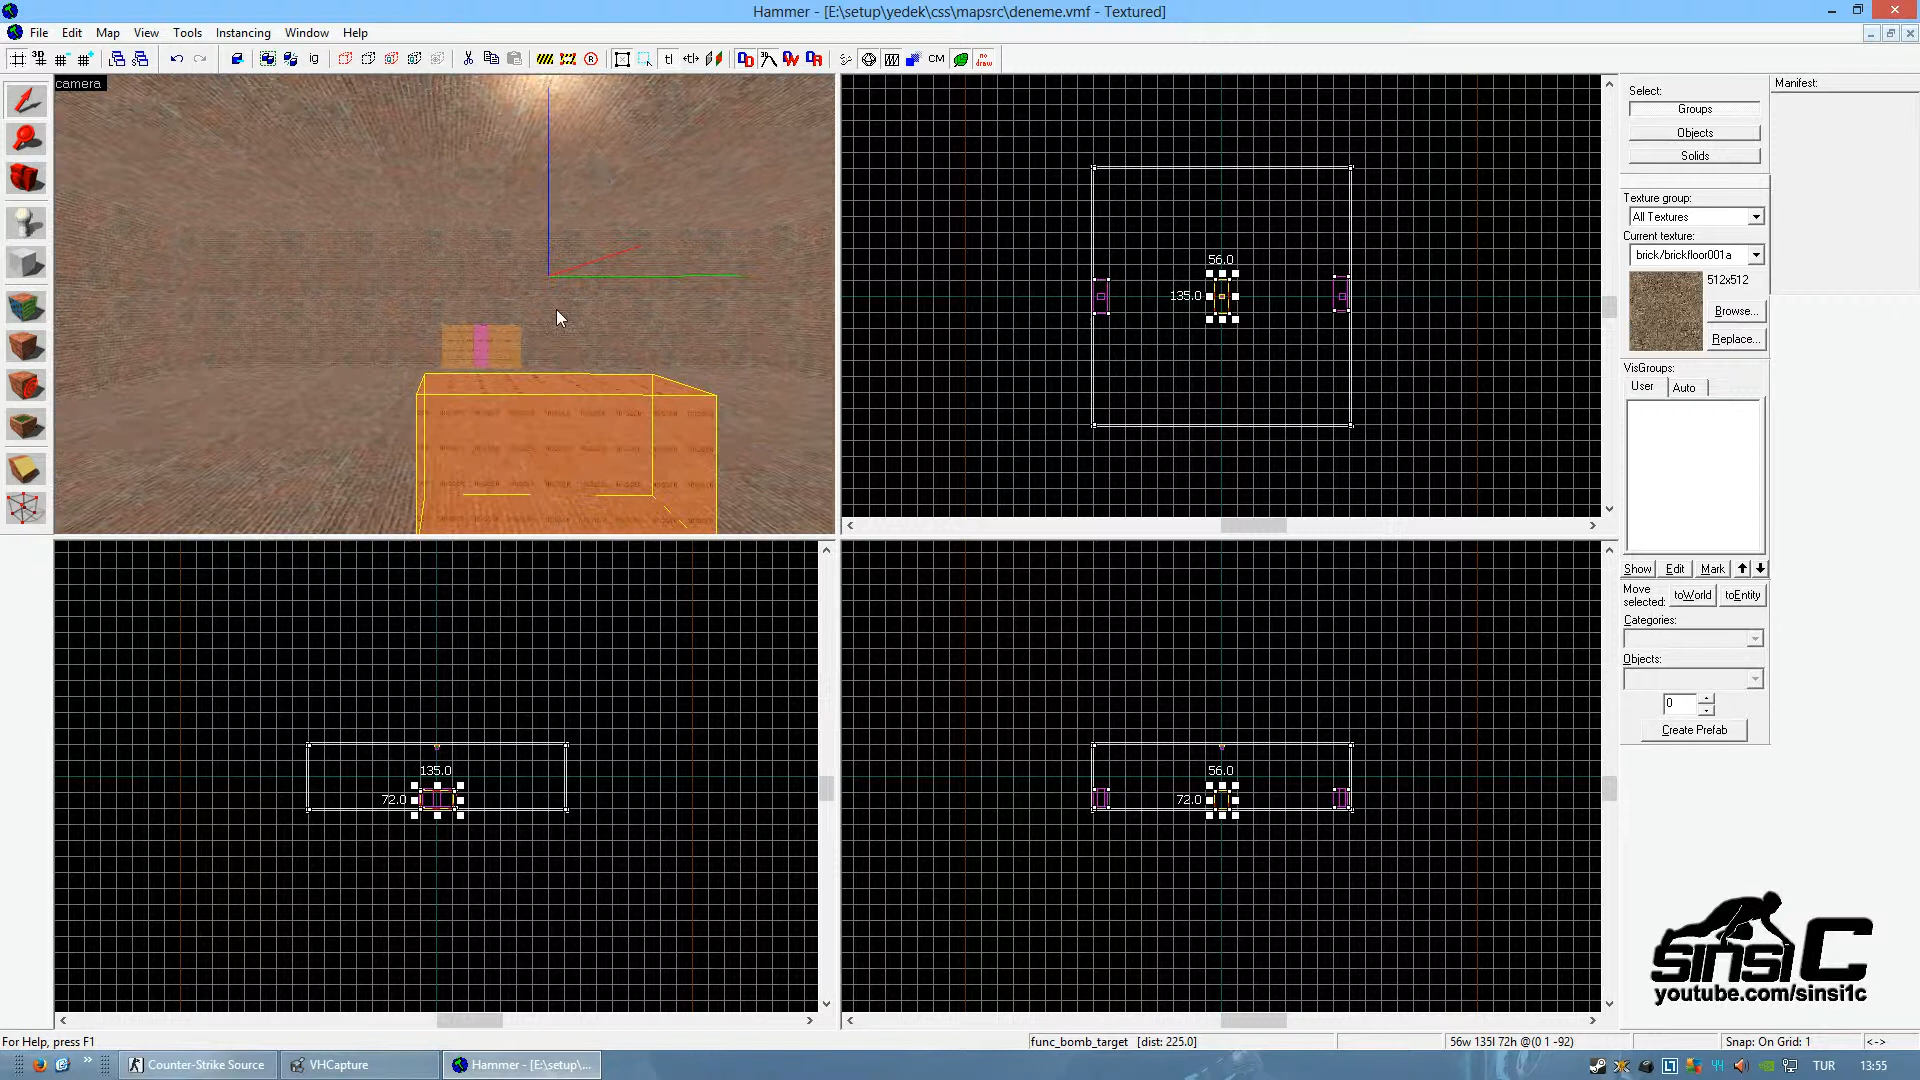 Hammer - [E:\setup\yedek\css\mapsrc\deneme.vmf - Textured]
File Edit Map View Tools Instancing Window Help
camera
56.0
135.0
135.0
72.0
56.0
72.0
Select:
Groups
Objects
Solids
Texture group:
All Textures
Current texture:
brick/brickfloor001a
512x512
Browse...
Replace...
VisGroups:
User Auto
Show Edit Mark
Move selected: toWorld toEntity
Categories:
Objects:
0
Create Prefab
Manifest:
sinsiC
youtube.com/sinsi1c
For Help, press F1
func_bomb_target [dist: 225.0]
56w 135l 72h @(0 1 -92)
Snap: On Grid: 1
<->
Counter-Strike Source
VHCapture
Hammer - [E:\setup\...
TUR
13:55